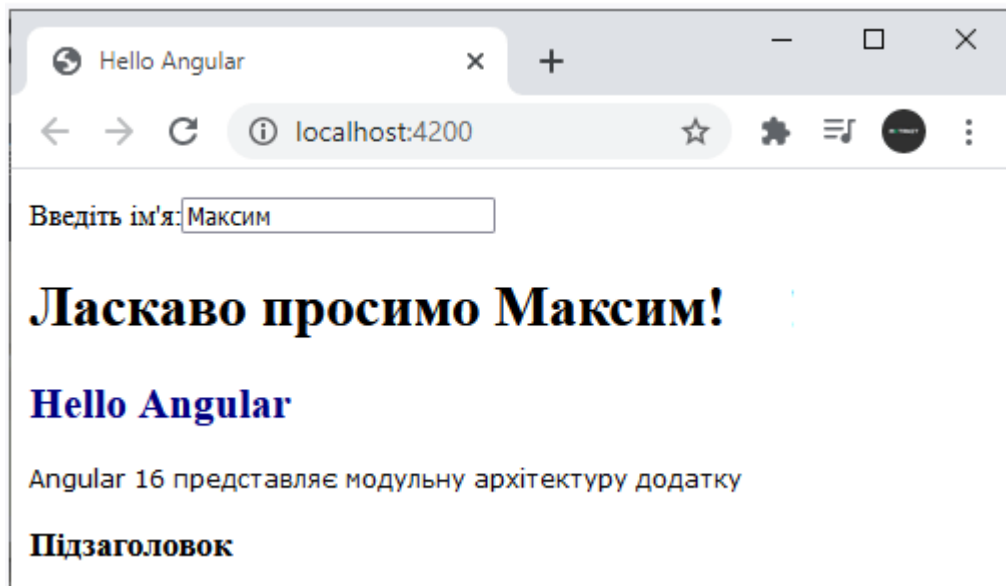 Hello Angular
localhost:4200
Введіть ім'я: Максим
Ласкаво просимо Максим!
Hello Angular
Angular 16 представляє модульну архітектуру додатку
Підзаголовок